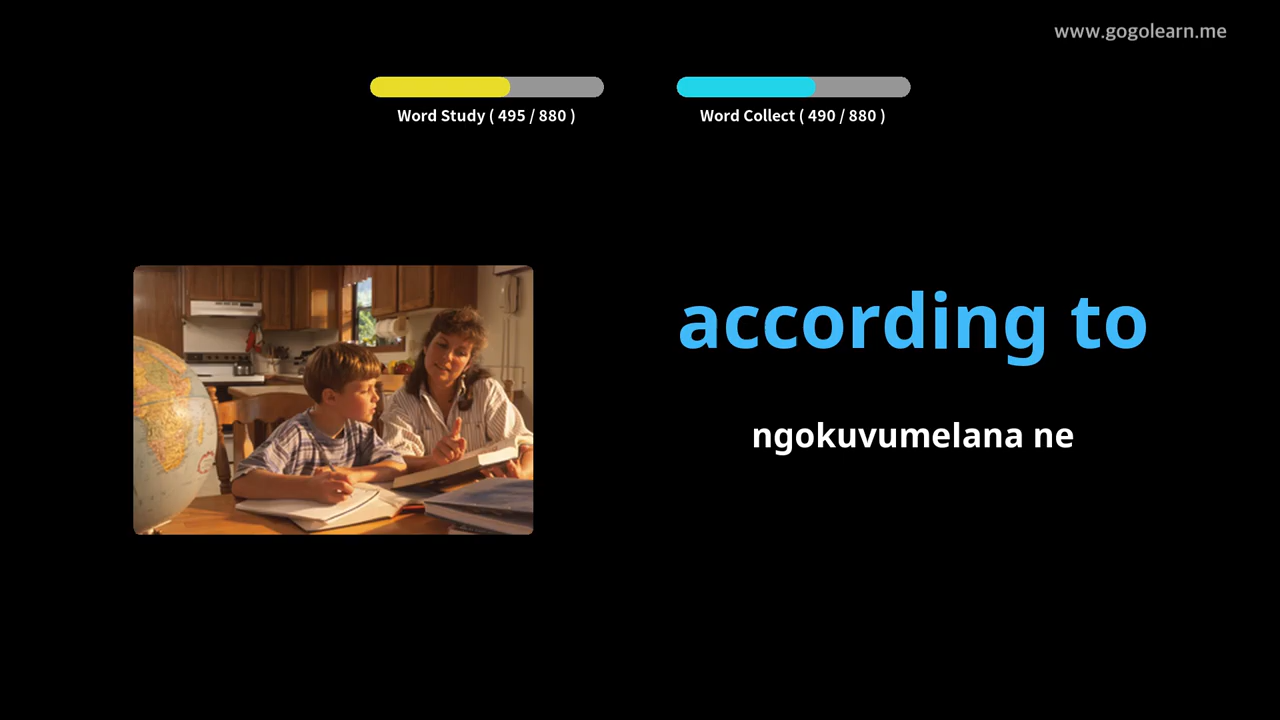 www.gogolearn.me
Word Study ( 495 / 880 )
Word Collect ( 490 / 880 )
according to
ngokuvumelana ne